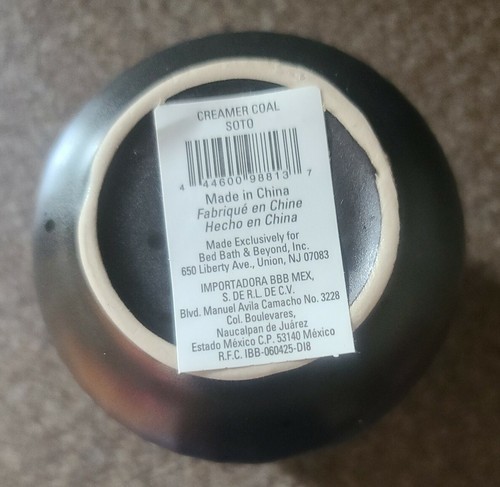 CREAMER COAL
SOTO
4 44600 98813 7
Made in China
Fabriqué en Chine
Hecho en China
Made Exclusively for
Bed Bath & Beyond, Inc.
650 Liberty Ave., Union, NJ 07083
IMPORTADORA BBB MEX,
S. DE R.L. DE C.V.
Blvd. Manuel Avila Camacho No. 3228
Col. Boulevares,
Naucalpan de Juárez
Estado México C.P. 53140 México
R.F.C. IBB-060425-DI8